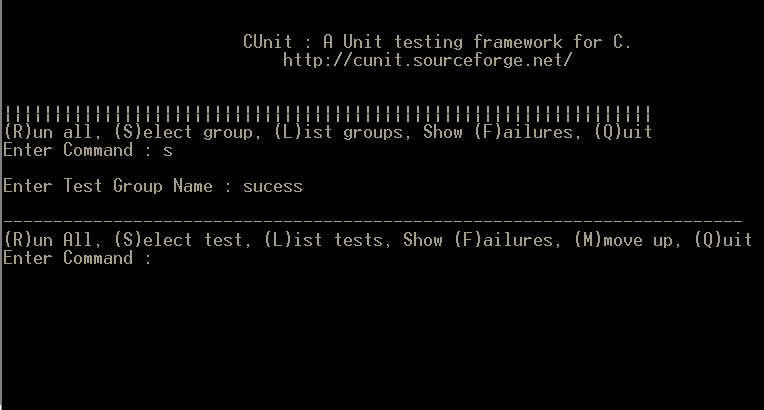 CUnit : A Unit testing framework for C.
http://cunit.sourceforge.net/
|||||||||||||||||||||||||||||||||||||||||||||||||||||||||||||||||
(R)un all, (S)elect group, (L)ist groups, Show (F)ailures, (Q)uit
Enter Command : s
Enter Test Group Name : sucess
--------------------------------------------------------------------------
(R)un All, (S)elect test, (L)ist tests, Show (F)ailures, (M)move up, (Q)uit
Enter Command :